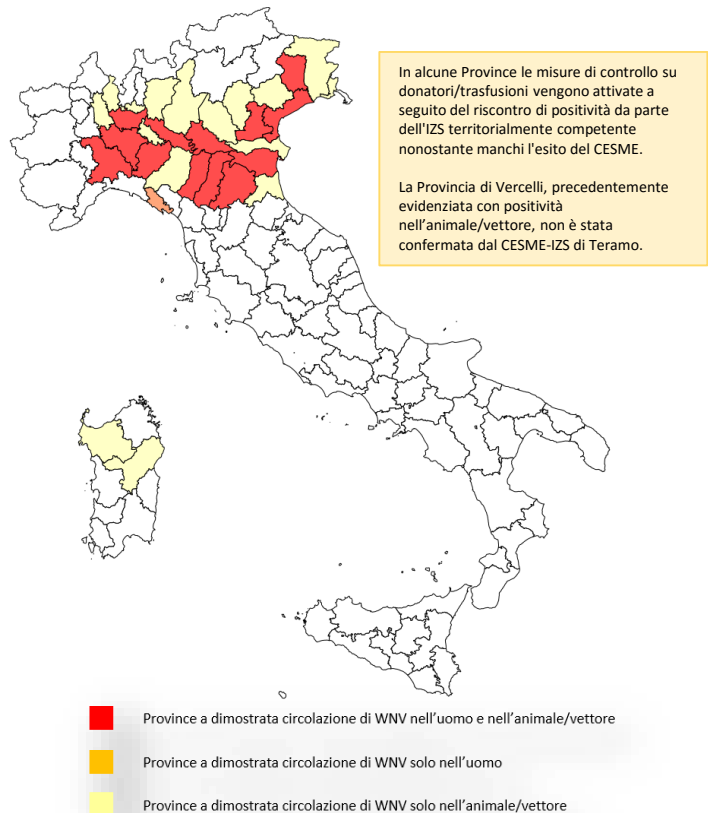 In alcune Province le misure di controllo su
donatori/trasfusioni vengono attivate a
seguito del riscontro di positività da parte
dell'IZS territorialmente competente
nonostante manchi l'esito del CESME.
La Provincia di Vercelli, precedentemente
evidenziata con positività
nell’animale/vettore, non è stata
confermata dal CESME-IZS di Teramo.
Province a dimostrata circolazione di WNV nell’uomo e nell’animale/vettore
Province a dimostrata circolazione di WNV solo nell’uomo
Province a dimostrata circolazione di WNV solo nell’animale/vettore